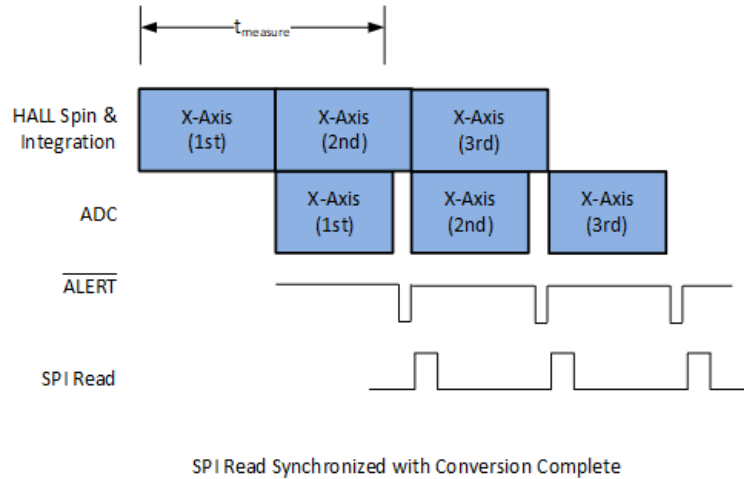 tmeasure
HALL Spin &
Integration
X-Axis
(1st)
X-Axis
(2nd)
X-Axis
(3rd)
ADC
X-Axis
(1st)
X-Axis
(2nd)
X-Axis
(3rd)
ALERT
SPI Read
SPI Read Synchronized with Conversion Complete